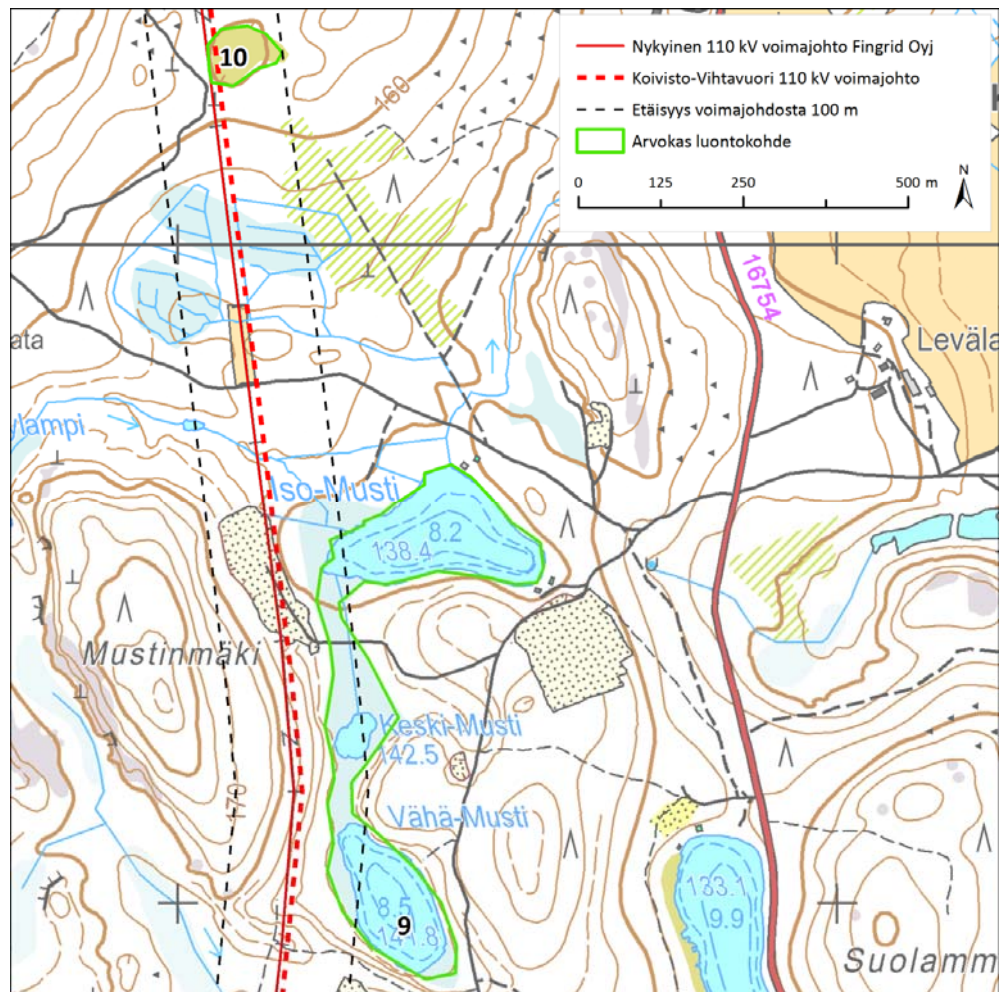 10
Nykyinen 110 kV voimajohto Fingrid Oyj
Koivisto-Vihtavuori 110 kV voimajohto
Etäisyys voimajohdosta 100 m
Arvokas luontokohde
0 125 250 500 m
N
160
16754
ata
Leväla
ylampi
Iso-Musti
8.2
138.4
Mustinmäki
Keski-Musti
142.5
170
Vähä-Musti
8.5
9
141.8
133.1
9.9
Suolamm